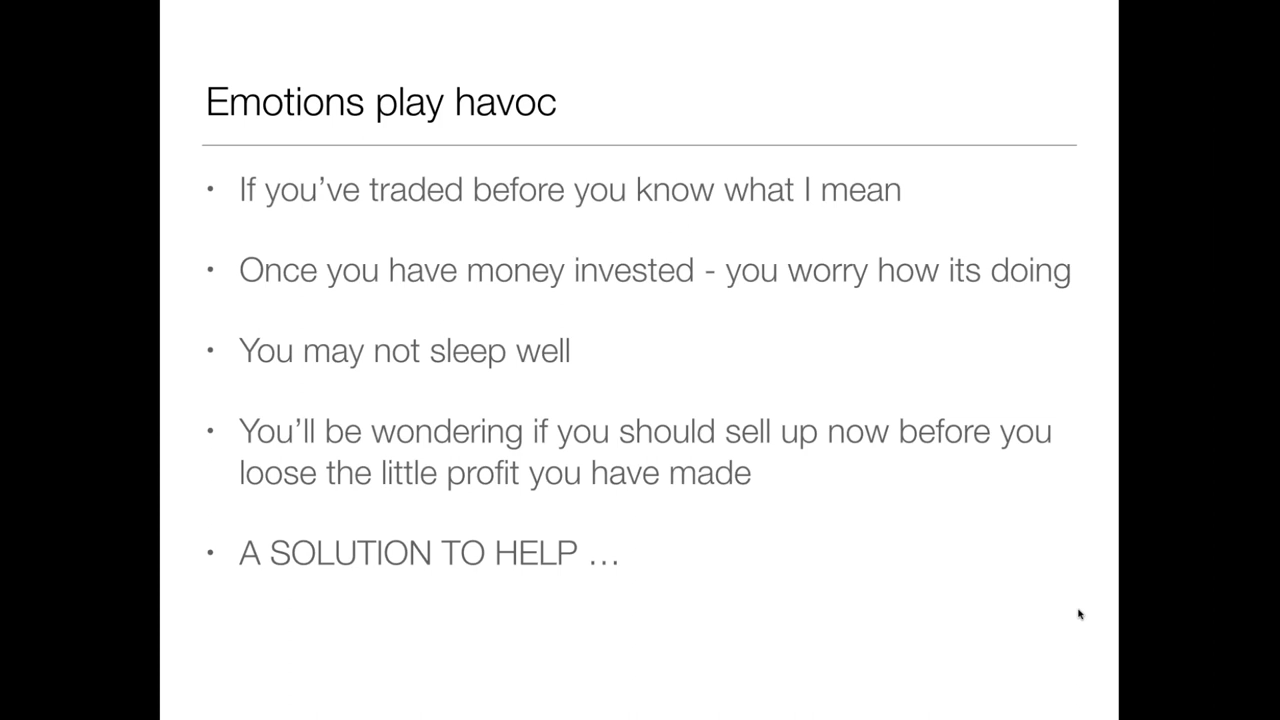 Emotions play havoc
• If you’ve traded before you know what I mean
• Once you have money invested - you worry how its doing
• You may not sleep well
• You’ll be wondering if you should sell up now before you
loose the little profit you have made
• A SOLUTION TO HELP …